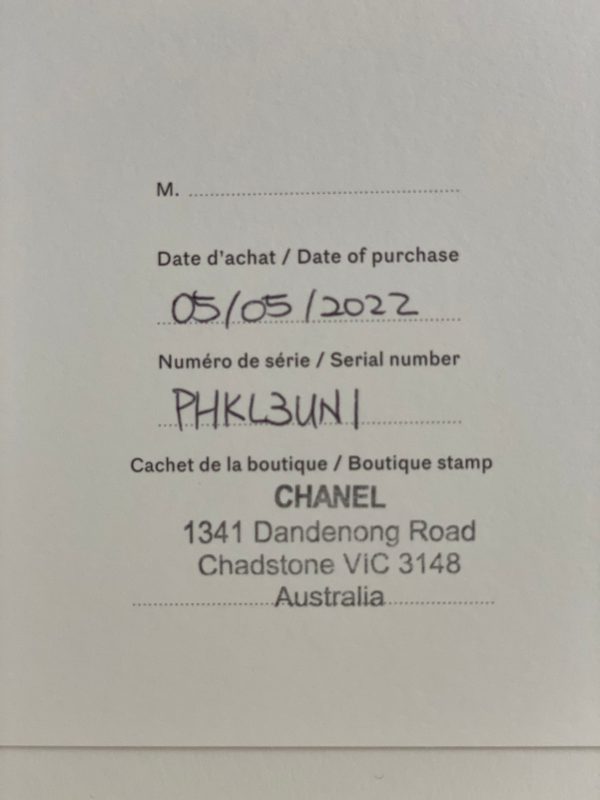 M.
Date d'achat / Date of purchase
05/05/2022
Numéro de série / Serial number
PHKL3UN1
Cachet de la boutique / Boutique stamp
CHANEL
1341 Dandenong Road
Chadstone ViC 3148
Australia